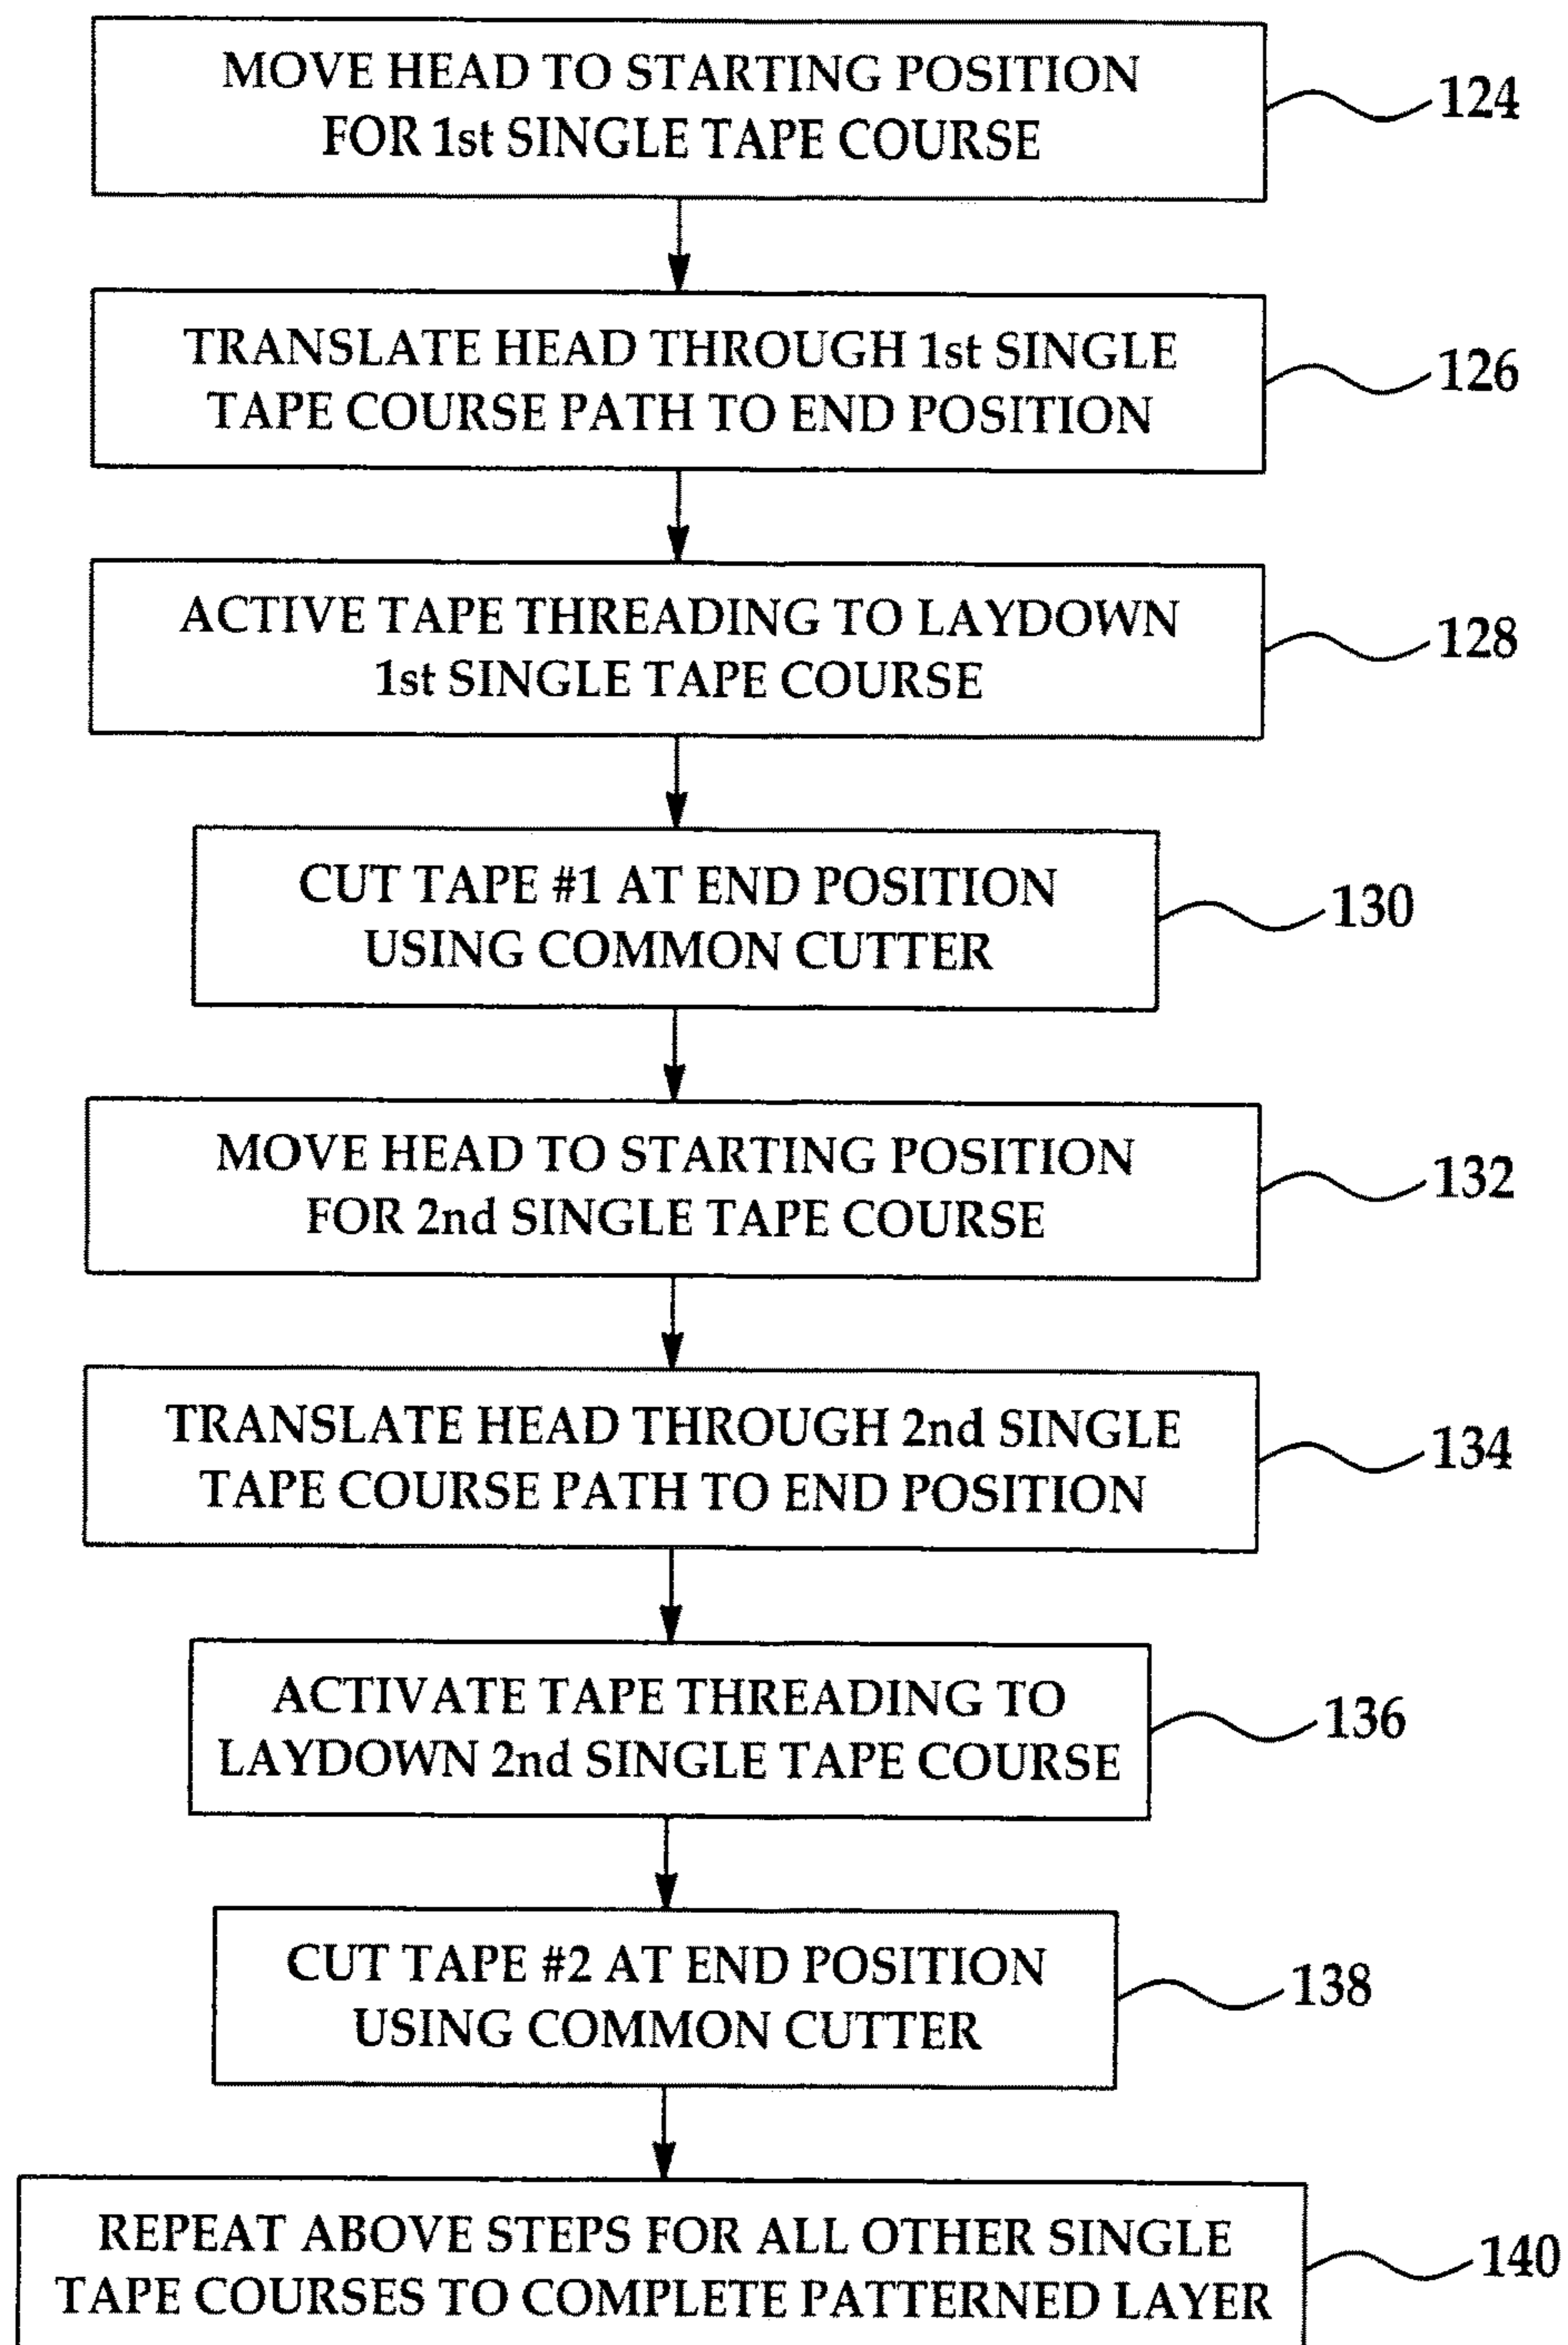 MOVE HEAD TO STARTING POSITION
FOR 1st SINGLE TAPE COURSE
124
TRANSLATE HEAD THROUGH 1st SINGLE
TAPE COURSE PATH TO END POSITION
126
ACTIVE TAPE THREADING TO LAYDOWN
1st SINGLE TAPE COURSE
128
CUT TAPE #1 AT END POSITION
USING COMMON CUTTER
130
MOVE HEAD TO STARTING POSITION
FOR 2nd SINGLE TAPE COURSE
132
TRANSLATE HEAD THROUGH 2nd SINGLE
TAPE COURSE PATH TO END POSITION
134
ACTIVATE TAPE THREADING TO
LAYDOWN 2nd SINGLE TAPE COURSE
136
CUT TAPE #2 AT END POSITION
USING COMMON CUTTER
138
REPEAT ABOVE STEPS FOR ALL OTHER SINGLE
TAPE COURSES TO COMPLETE PATTERNED LAYER
140